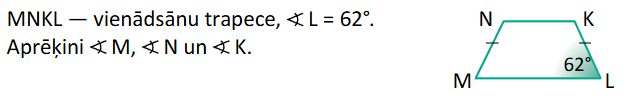 MNKL — vienādsānu trapece, ∢ L = 62°.
Aprēķini ∢ M, ∢ N un ∢ K.
N K
62°
M L